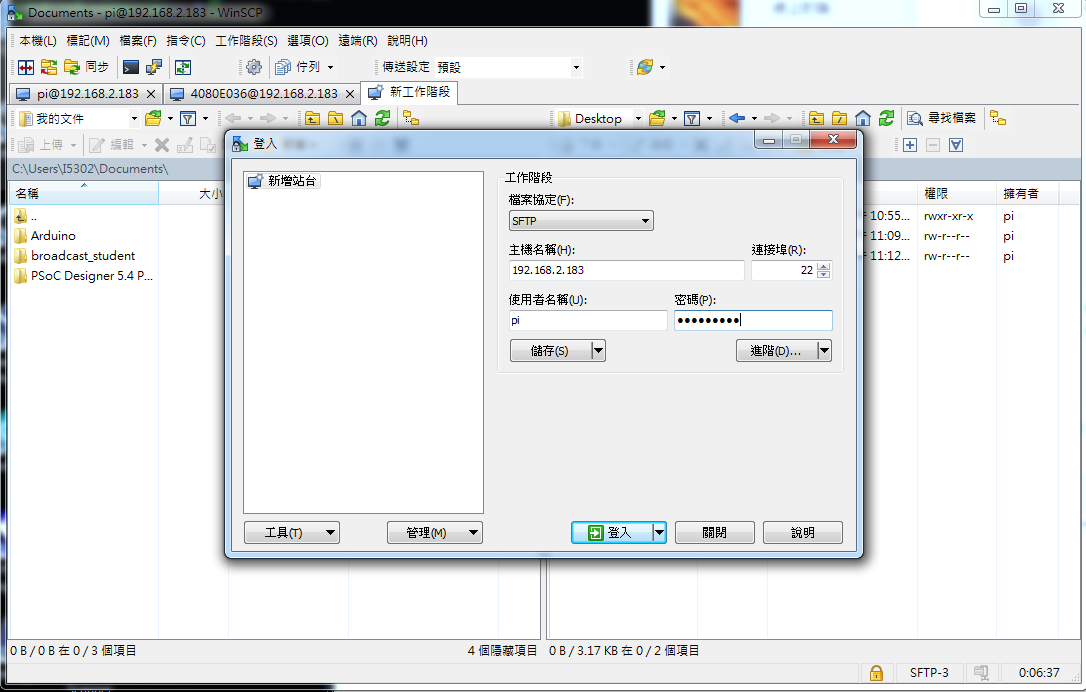 Documents - pi@192.168.2.183 - WinSCP
本機(L) 標記(M) 檔案(F) 指令(C) 工作階段(S) 選項(O) 遠端(R) 說明(H)
同步 佇列 傳送設定 預設
pi@192.168.2.183 4080E036@192.168.2.183 新工作階段
我的文件 Desktop 尋找檔案
上傳 編輯
登入
C:\Users\I5302\Documents\
名稱 大小 權限 擁有者
..
10:55... rwxr-xr-x pi
Arduino 11:09... rw-r--r-- pi
broadcast_student 11:12... rw-r--r-- pi
PSoC Designer 5.4 P...
新增站台
工作階段
檔案協定(F):
SFTP
主機名稱(H): 連接埠(R):
192.168.2.183 22
使用者名稱(U): 密碼(P):
pi •••••••••
儲存(S) 進階(D)...
工具(T) 管理(M) 登入 關閉 說明
0 B / 0 B 在 0 / 3 個項目 4 個隱藏項目 0 B / 3.17 KB 在 0 / 2 個項目
SFTP-3 0:06:37